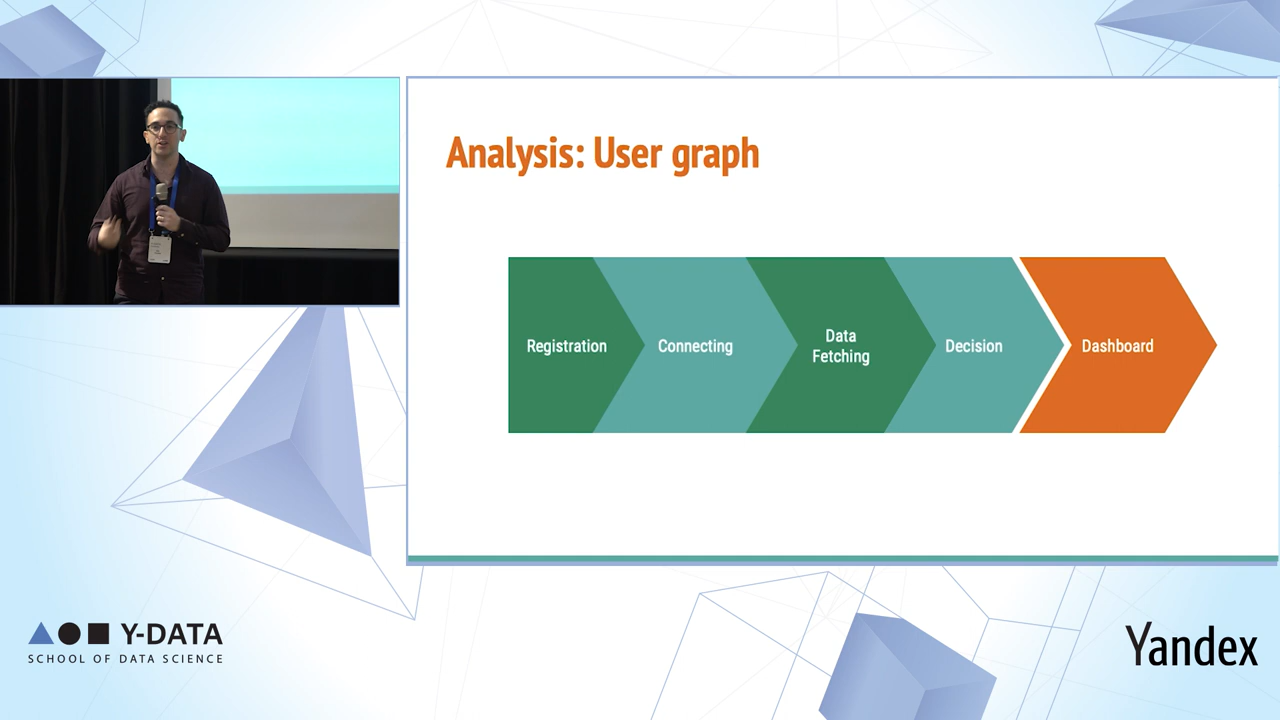 Analysis: User graph
Registration
Connecting
Data
Fetching
Decision
Dashboard
Y-DATA
SCHOOL OF DATA SCIENCE
Yandex